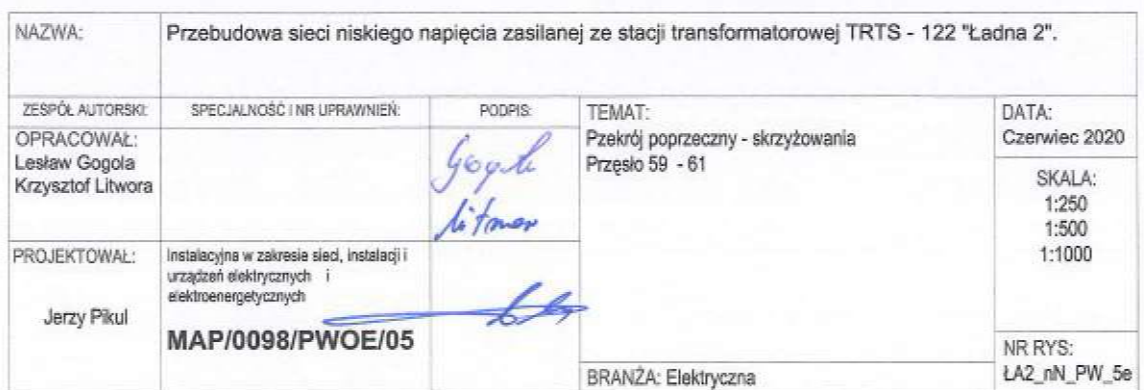 NAZWA:
Przebudowa sieci niskiego napięcia zasilanej ze stacji transformatorowej TRTS - 122 "Ładna 2".
ZESPÓŁ AUTORSKI:
SPECJALNOŚĆ I NR UPRAWNIEŃ:
PODPIS:
OPRACOWAŁ:
Lesław Gogola
Krzysztof Litwora
PROJEKTOWAŁ:
Jerzy Pikul
Instalacyjna w zakresie sieci, instalacji i
urządzeń elektrycznych i
elektroenergetycznych
MAP/0098/PWOE/05
TEMAT:
Pzekrój poprzeczny - skrzyżowania
Przęsło 59 - 61
BRANŻA: Elektryczna
DATA:
Czerwiec 2020
SKALA:
1:250
1:500
1:1000
NR RYS:
ŁA2_nN_PW_5e